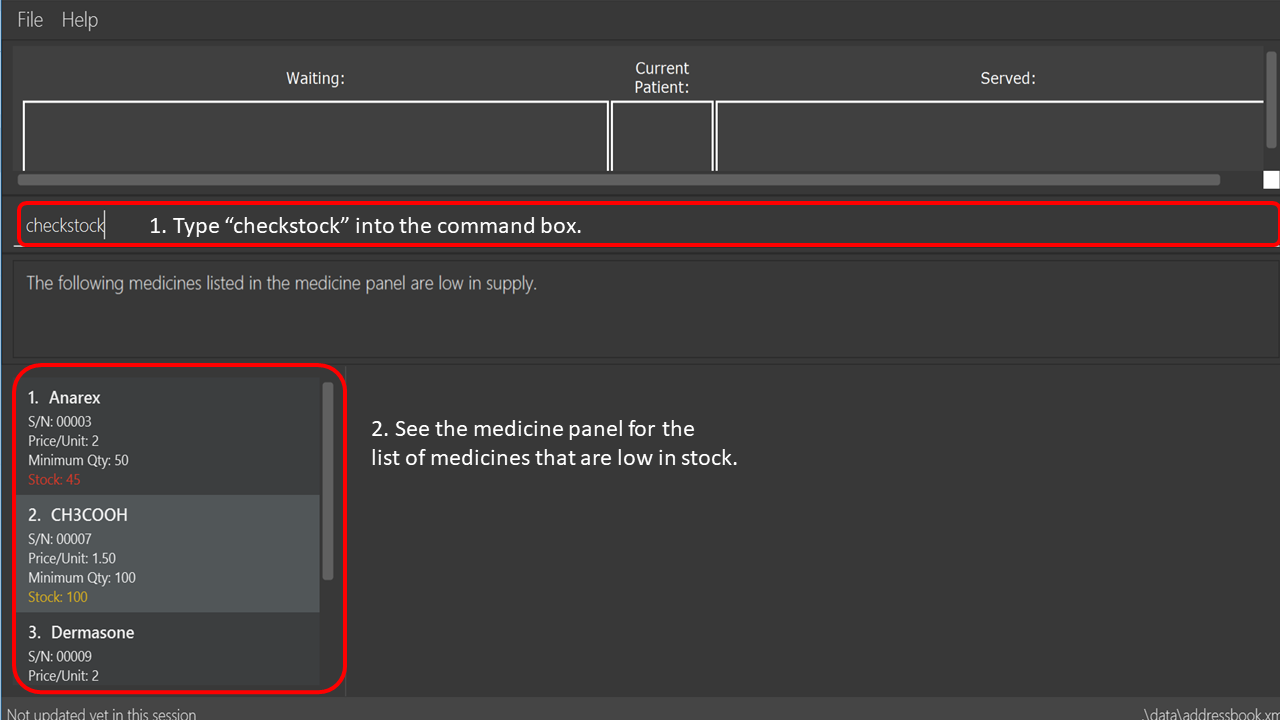 File Help
Waiting:
Current
Patient:
Served:
checkstock
1. Type “checkstock” into the command box.
The following medicines listed in the medicine panel are low in supply.
1. Anarex
S/N: 00003
Price/Unit: 2
Minimum Qty: 50
Stock: 45
2. CH3COOH
S/N: 00007
Price/Unit: 1.50
Minimum Qty: 100
Stock: 100
3. Dermasone
S/N: 00009
Price/Unit: 2
2. See the medicine panel for the
list of medicines that are low in stock.
Not updated yet in this session
.\data\addressbook.xm